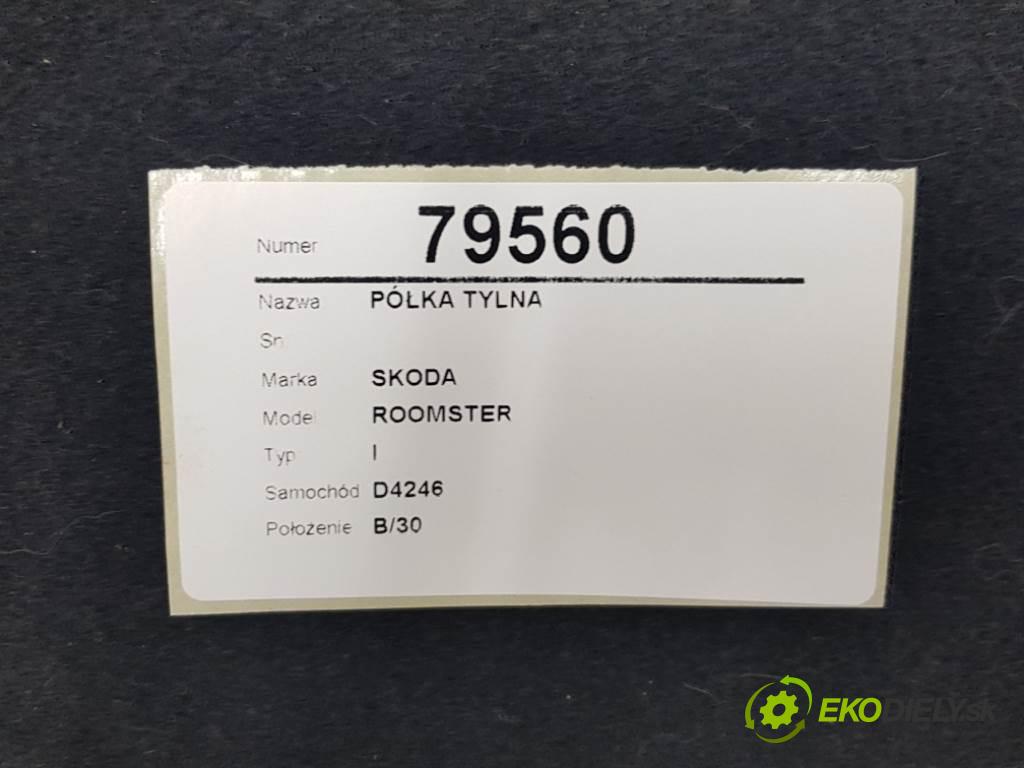 Numer 79560
Nazwa PÓŁKA TYLNA
Sn
Marka SKODA
Model ROOMSTER
Typ I
Samochód D4246
Położenie B/30
EKODIELY.sk